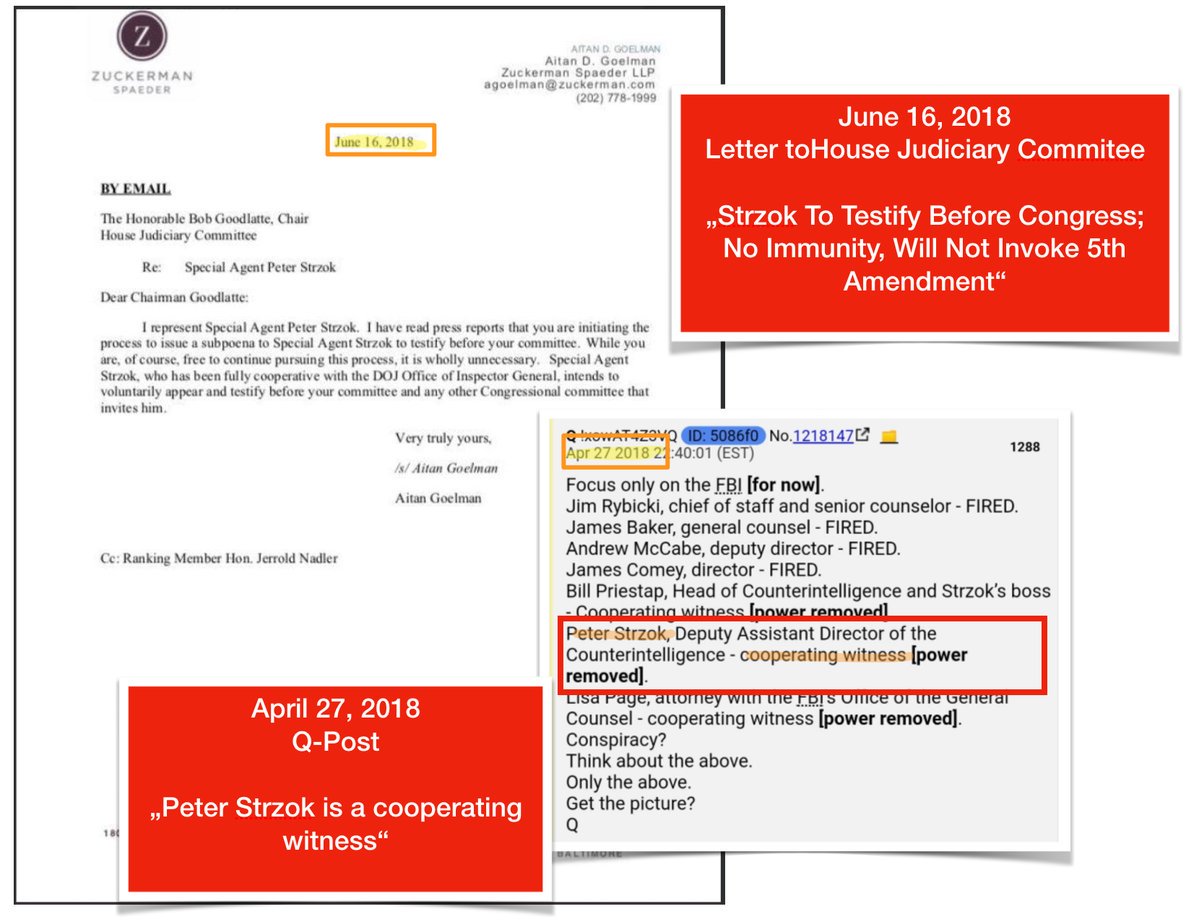 Z
ZUCKERMAN
SPAEDER
AITAN D. GOELMAN
Aitan D. Goelman
Zuckerman Spaeder LLP
agoelman@zuckerman.com
(202) 778-1999
June 16, 2018
BY EMAIL
The Honorable Bob Goodlatte, Chair
House Judiciary Committee
Re: Special Agent Peter Strzok
Dear Chairman Goodlatte:
I represent Special Agent Peter Strzok. I have read press reports that you are initiating the
process to issue a subpoena to Special Agent Strzok to testify before your committee. While you
are, of course, free to continue pursuing this process, it is wholly unnecessary. Special Agent
Strzok, who has been fully cooperative with the DOJ Office of Inspector General, intends to
voluntarily appear and testify before your committee and any other Congressional committee that
invites him.
Very truly yours,
/s/ Aitan Goelman
Aitan Goelman
Cc: Ranking Member Hon. Jerrold Nadler
180
BALTIMORE
June 16, 2018
Letter toHouse Judiciary Commitee
„Strzok To Testify Before Congress;
No Immunity, Will Not Invoke 5th
Amendment“
Q !xowAT4Z3VQ ID: 5086f0 No.1218147
1288
Apr 27 2018 22:40:01 (EST)
Focus only on the FBI [for now].
Jim Rybicki, chief of staff and senior counselor - FIRED.
James Baker, general counsel - FIRED.
Andrew McCabe, deputy director - FIRED.
James Comey, director - FIRED.
Bill Priestap, Head of Counterintelligence and Strzok’s boss
- Cooperating witness [power removed]
Peter Strzok, Deputy Assistant Director of the
Counterintelligence - cooperating witness [power
removed].
Lisa Page, attorney with the FBI's Office of the General
Counsel - cooperating witness [power removed].
Conspiracy?
Think about the above.
Only the above.
Get the picture?
Q
April 27, 2018
Q-Post
„Peter Strzok is a cooperating
witness“